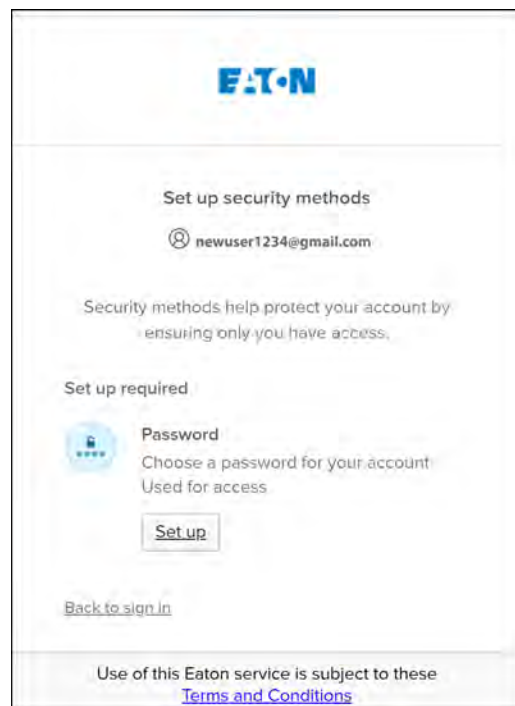 EATON
Set up security methods
newuser1234@gmail.com
Security methods help protect your account by
ensuring only you have access.
Set up required
Password
Choose a password for your account
Used for access
Set up
Back to sign in
Use of this Eaton service is subject to these
Terms and Conditions